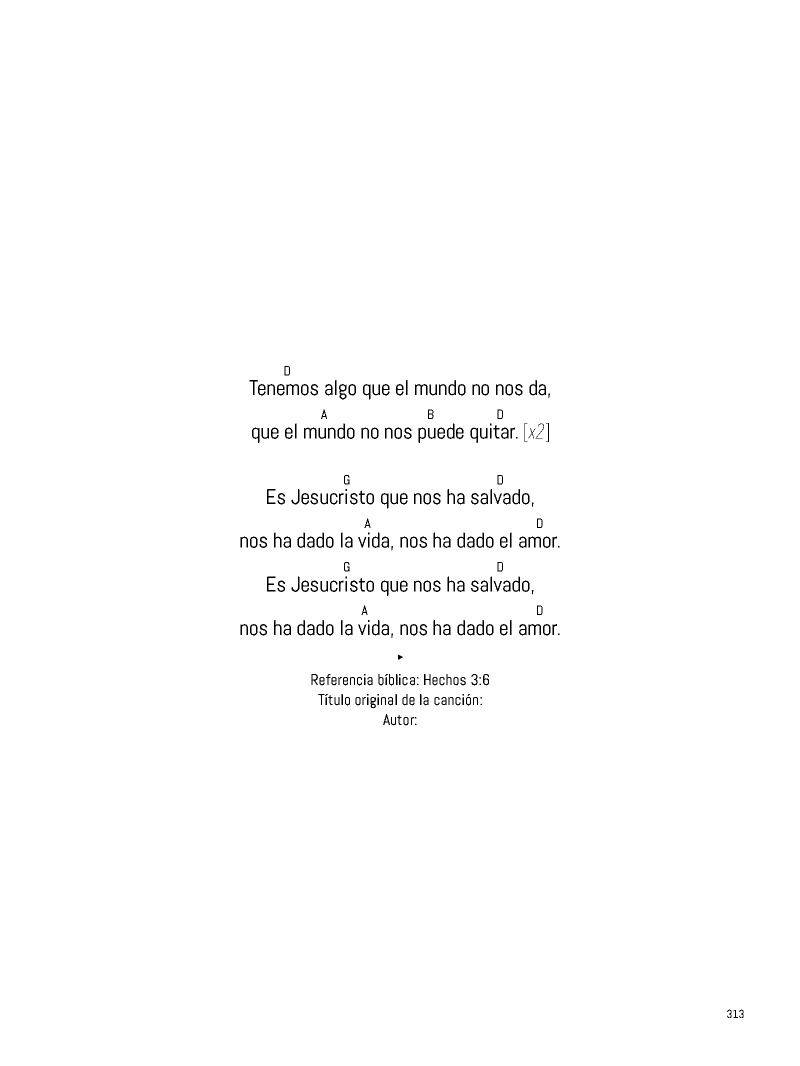 D
Tenemos algo que el mundo no nos da,
A B D
que el mundo no nos puede quitar. [x2]
G D
Es Jesucristo que nos ha salvado,
A D
nos ha dado la vida, nos ha dado el amor.
G D
Es Jesucristo que nos ha salvado,
A D
nos ha dado la vida, nos ha dado el amor.
▸
Referencia bíblica: Hechos 3:6
Título original de la canción:
Autor:
313